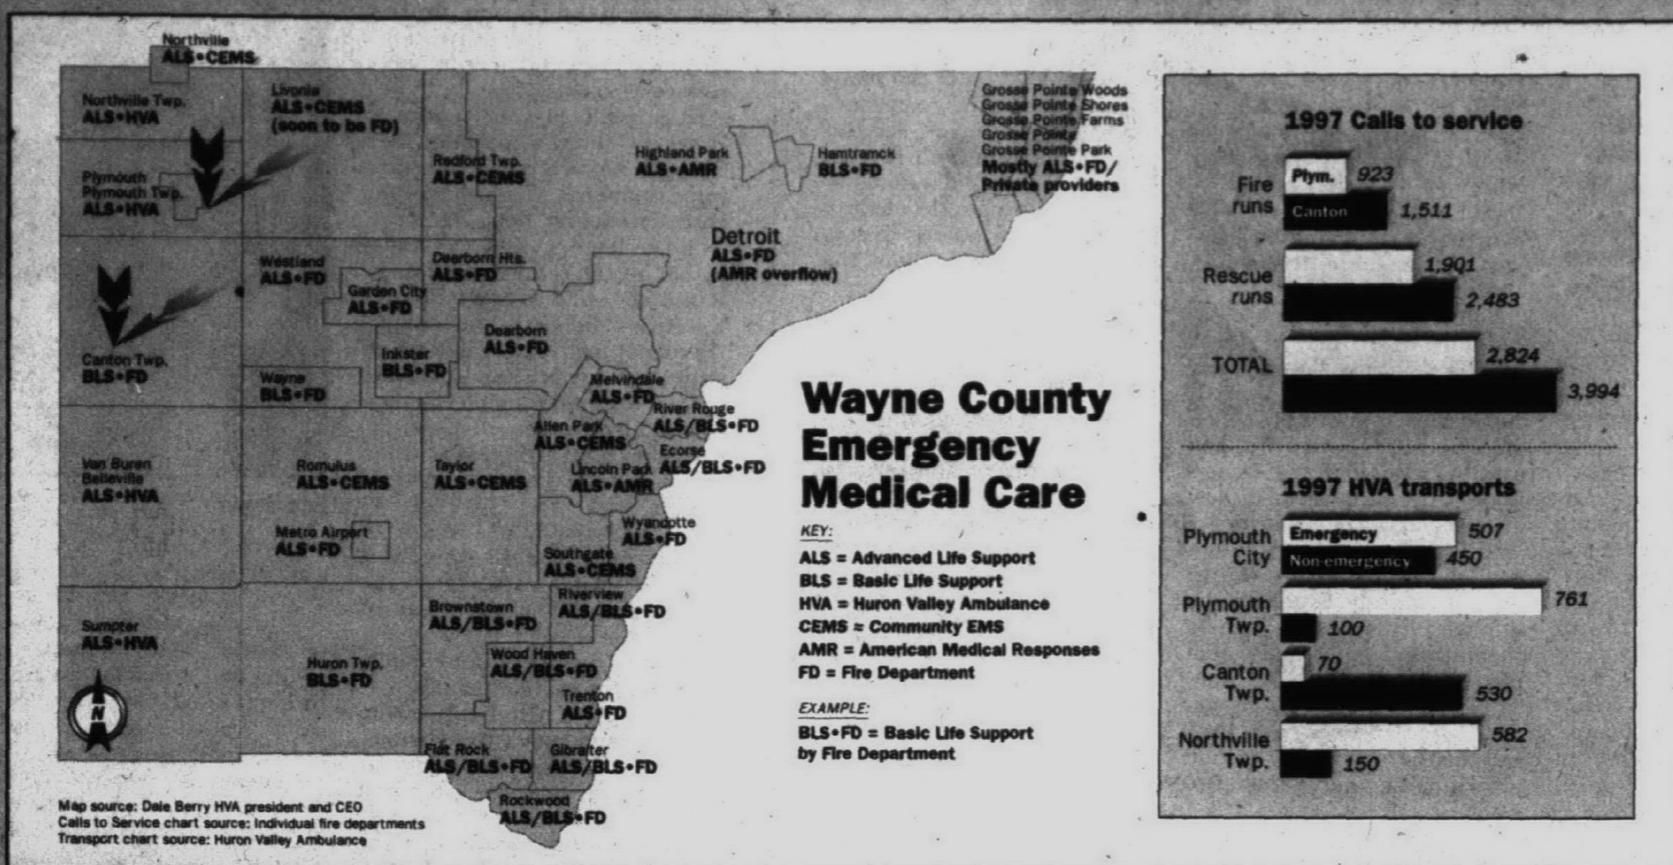 Northville
ALS•CEMS
Northville Twp.
ALS•HVA
Livonia
ALS•CEMS
(soon to be FD)
Plymouth
Plymouth Twp.
ALS•HVA
Redford Twp.
ALS•CEMS
Highland Park
ALS•AMR
Hamtramck
BLS•FD
Grosse Pointe Woods
Grosse Pointe Shores
Grosse Pointe Farms
Grosse Pointe
Grosse Pointe Park
Mostly ALS•FD/
Private providers
Detroit
ALS•FD
(AMR overflow)
Westland
ALS•FD
Dearborn Hts.
ALS•FD
Garden City
ALS•FD
Dearborn
ALS•FD
Canton Twp.
BLS•FD
Inkster
BLS•FD
Wayne
BLS•FD
Melvindale
ALS•FD
River Rouge
ALS/BLS•FD
Allen Park
ALS•CEMS
Ecorse
ALS/BLS•FD
Lincoln Park
ALS•AMR
Van Buren
Belleville
ALS•HVA
Romulus
ALS•CEMS
Taylor
ALS•CEMS
Metro Airport
ALS•FD
Wyandotte
ALS•FD
Southgate
ALS•CEMS
Riverview
ALS/BLS•FD
Brownstown
ALS/BLS•FD
Sumpter
ALS•HVA
Huron Twp.
BLS•FD
Wood Haven
ALS/BLS•FD
Trenton
ALS•FD
Flat Rock
ALS/BLS•FD
Gibralter
ALS/BLS•FD
Rockwood
ALS/BLS•FD
N
Map source: Dale Berry HVA president and CEO
Calls to Service chart source: Individual fire departments
Transport chart source: Huron Valley Ambulance
Wayne County
Emergency
Medical Care
KEY:
ALS = Advanced Life Support
BLS = Basic Life Support
HVA = Huron Valley Ambulance
CEMS = Community EMS
AMR = American Medical Responses
FD = Fire Department
EXAMPLE:
BLS•FD = Basic Life Support
by Fire Department
1997 Calls to service
Fire runs
Plym. 923
Canton 1,511
Rescue runs
1,901
2,483
TOTAL
2,824
3,994
1997 HVA transports
Plymouth City
Emergency 507
Non-emergency 450
Plymouth Twp.
761
100
Canton Twp.
70
530
Northville Twp.
582
150